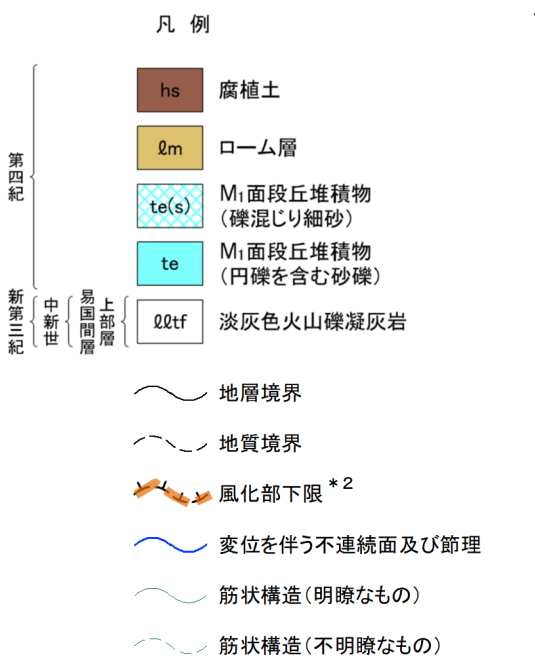 凡 例
第四紀
hs 腐植土
ℓm ローム層
te(s) M₁面段丘堆積物
(礫混じり細砂)
te M₁面段丘堆積物
(円礫を含む砂礫)
新第三紀 中新世 易国間層 上部層 ℓℓtf 淡灰色火山礫凝灰岩
地層境界
地質境界
風化部下限*2
変位を伴う不連続面及び節理
筋状構造(明瞭なもの)
筋状構造(不明瞭なもの)